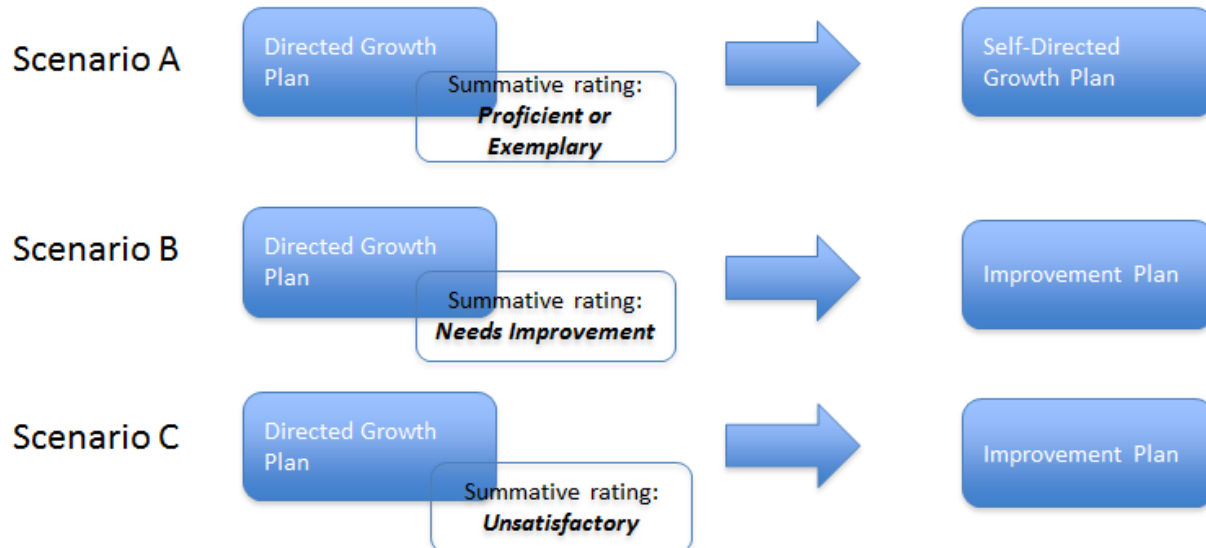 Scenario A
Directed Growth
Plan
Summative rating:
Proficient or
Exemplary
Self-Directed
Growth Plan
Scenario B
Directed Growth
Plan
Summative rating:
Needs Improvement
Improvement Plan
Scenario C
Directed Growth
Plan
Summative rating:
Unsatisfactory
Improvement Plan